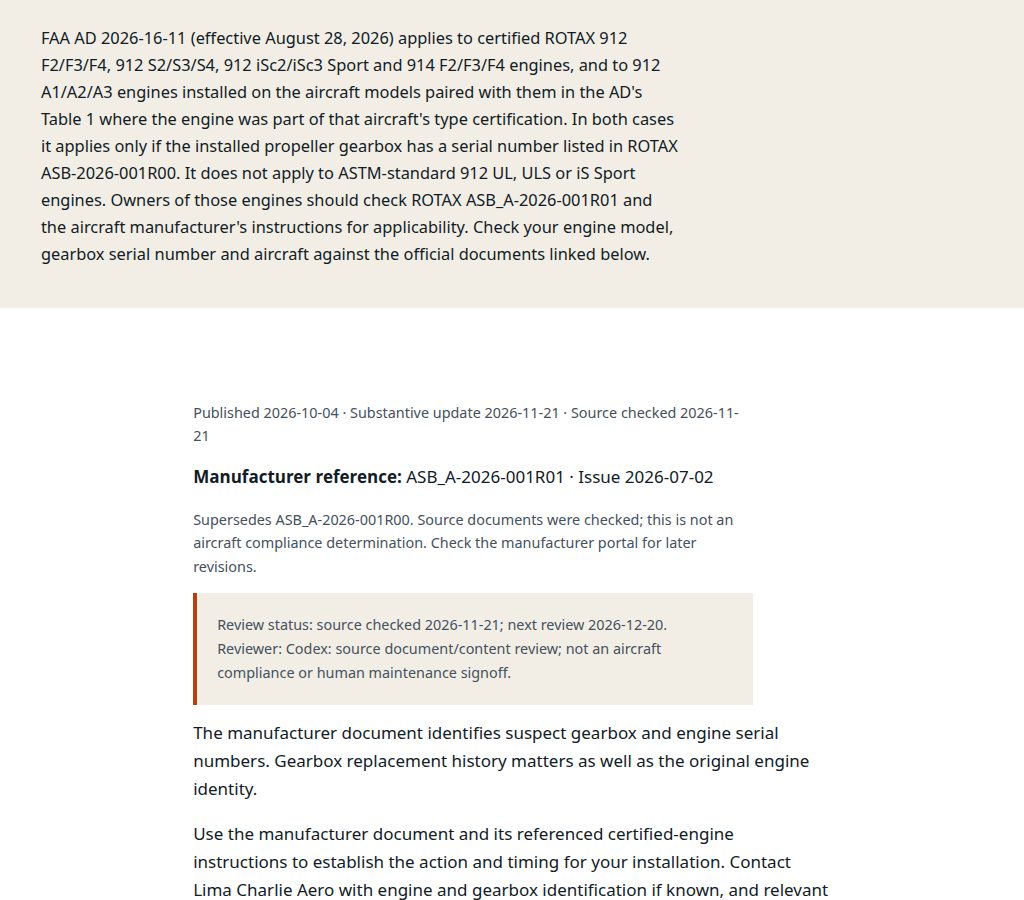 FAA AD 2026-16-11 (effective August 28, 2026) applies to certified ROTAX 912
F2/F3/F4, 912 S2/S3/S4, 912 iSc2/iSc3 Sport and 914 F2/F3/F4 engines, and to 912
A1/A2/A3 engines installed on the aircraft models paired with them in the AD's
Table 1 where the engine was part of that aircraft's type certification. In both cases
it applies only if the installed propeller gearbox has a serial number listed in ROTAX
ASB-2026-001R00. It does not apply to ASTM-standard 912 UL, ULS or iS Sport
engines. Owners of those engines should check ROTAX ASB_A-2026-001R01 and
the aircraft manufacturer's instructions for applicability. Check your engine model,
gearbox serial number and aircraft against the official documents linked below.
Published 2026-10-04 · Substantive update 2026-11-21 · Source checked 2026-11-
21
Manufacturer reference: ASB_A-2026-001R01 · Issue 2026-07-02
Supersedes ASB_A-2026-001R00. Source documents were checked; this is not an
aircraft compliance determination. Check the manufacturer portal for later
revisions.
Review status: source checked 2026-11-21; next review 2026-12-20.
Reviewer: Codex: source document/content review; not an aircraft
compliance or human maintenance signoff.
The manufacturer document identifies suspect gearbox and engine serial
numbers. Gearbox replacement history matters as well as the original engine
identity.
Use the manufacturer document and its referenced certified-engine
instructions to establish the action and timing for your installation. Contact
Lima Charlie Aero with engine and gearbox identification if known, and relevant